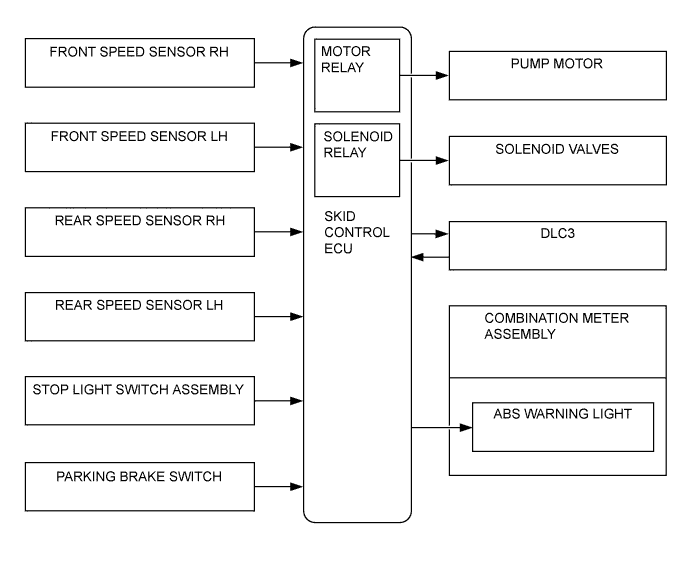 FRONT SPEED SENSOR RH
FRONT SPEED SENSOR LH
REAR SPEED SENSOR RH
REAR SPEED SENSOR LH
STOP LIGHT SWITCH ASSEMBLY
PARKING BRAKE SWITCH
MOTOR
RELAY
SOLENOID
RELAY
SKID
CONTROL
ECU
PUMP MOTOR
SOLENOID VALVES
DLC3
COMBINATION METER
ASSEMBLY
ABS WARNING LIGHT